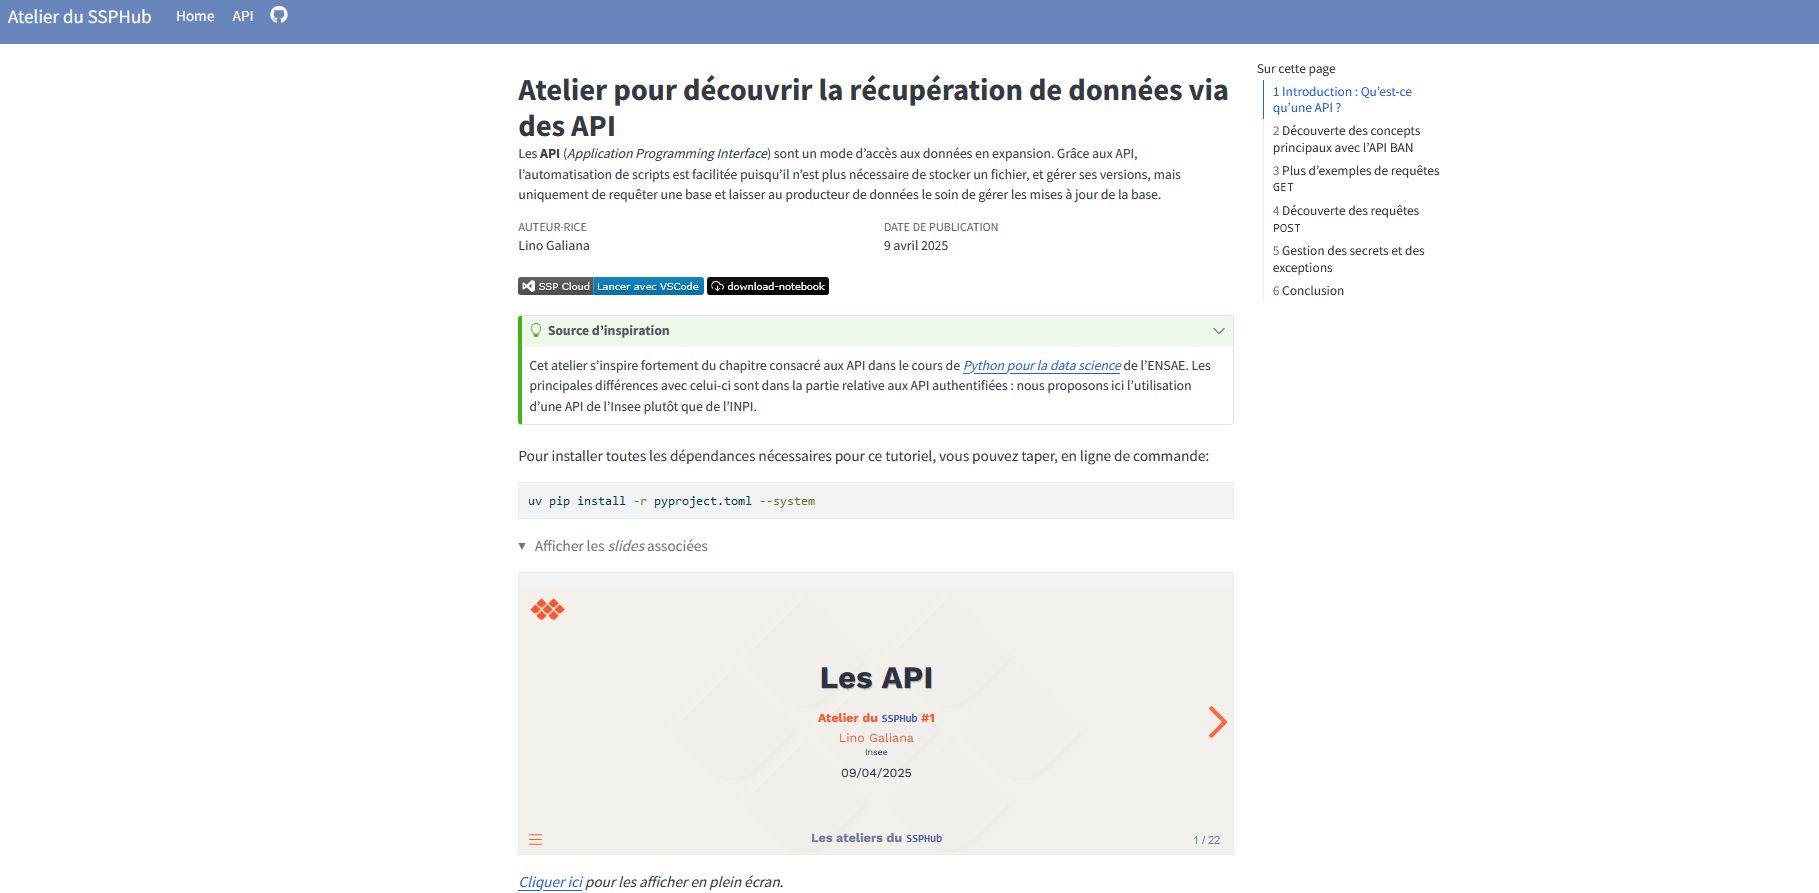 Atelier du SSPHub Home API
Atelier pour découvrir la récupération de données via
des API
Les API (Application Programming Interface) sont un mode d’accès aux données en expansion. Grâce aux API,
l’automatisation de scripts est facilitée puisqu’il n’est plus nécessaire de stocker un fichier, et gérer ses versions, mais
uniquement de requêter une base et laisser au producteur de données le soin de gérer les mises à jour de la base.
AUTEUR·RICE
Lino Galiana
DATE DE PUBLICATION
9 avril 2025
SSP Cloud Lancer avec VSCode download-notebook
Source d’inspiration
Cet atelier s’inspire fortement du chapitre consacré aux API dans le cours de Python pour la data science de l’ENSAE. Les
principales différences avec celui-ci sont dans la partie relative aux API authentifiées : nous proposons ici l’utilisation
d’une API de l’Insee plutôt que de l’INPI.
Pour installer toutes les dépendances nécessaires pour ce tutoriel, vous pouvez taper, en ligne de commande:
uv pip install -r pyproject.toml --system
▼ Afficher les slides associées
Les API
Atelier du SSPHub #1
Lino Galiana
Insee
09/04/2025
Les ateliers du SSPHub
1 / 22
Cliquer ici pour les afficher en plein écran.
Sur cette page
1 Introduction : Qu’est-ce
qu’une API ?
2 Découverte des concepts
principaux avec l’API BAN
3 Plus d’exemples de requêtes
GET
4 Découverte des requêtes
POST
5 Gestion des secrets et des
exceptions
6 Conclusion